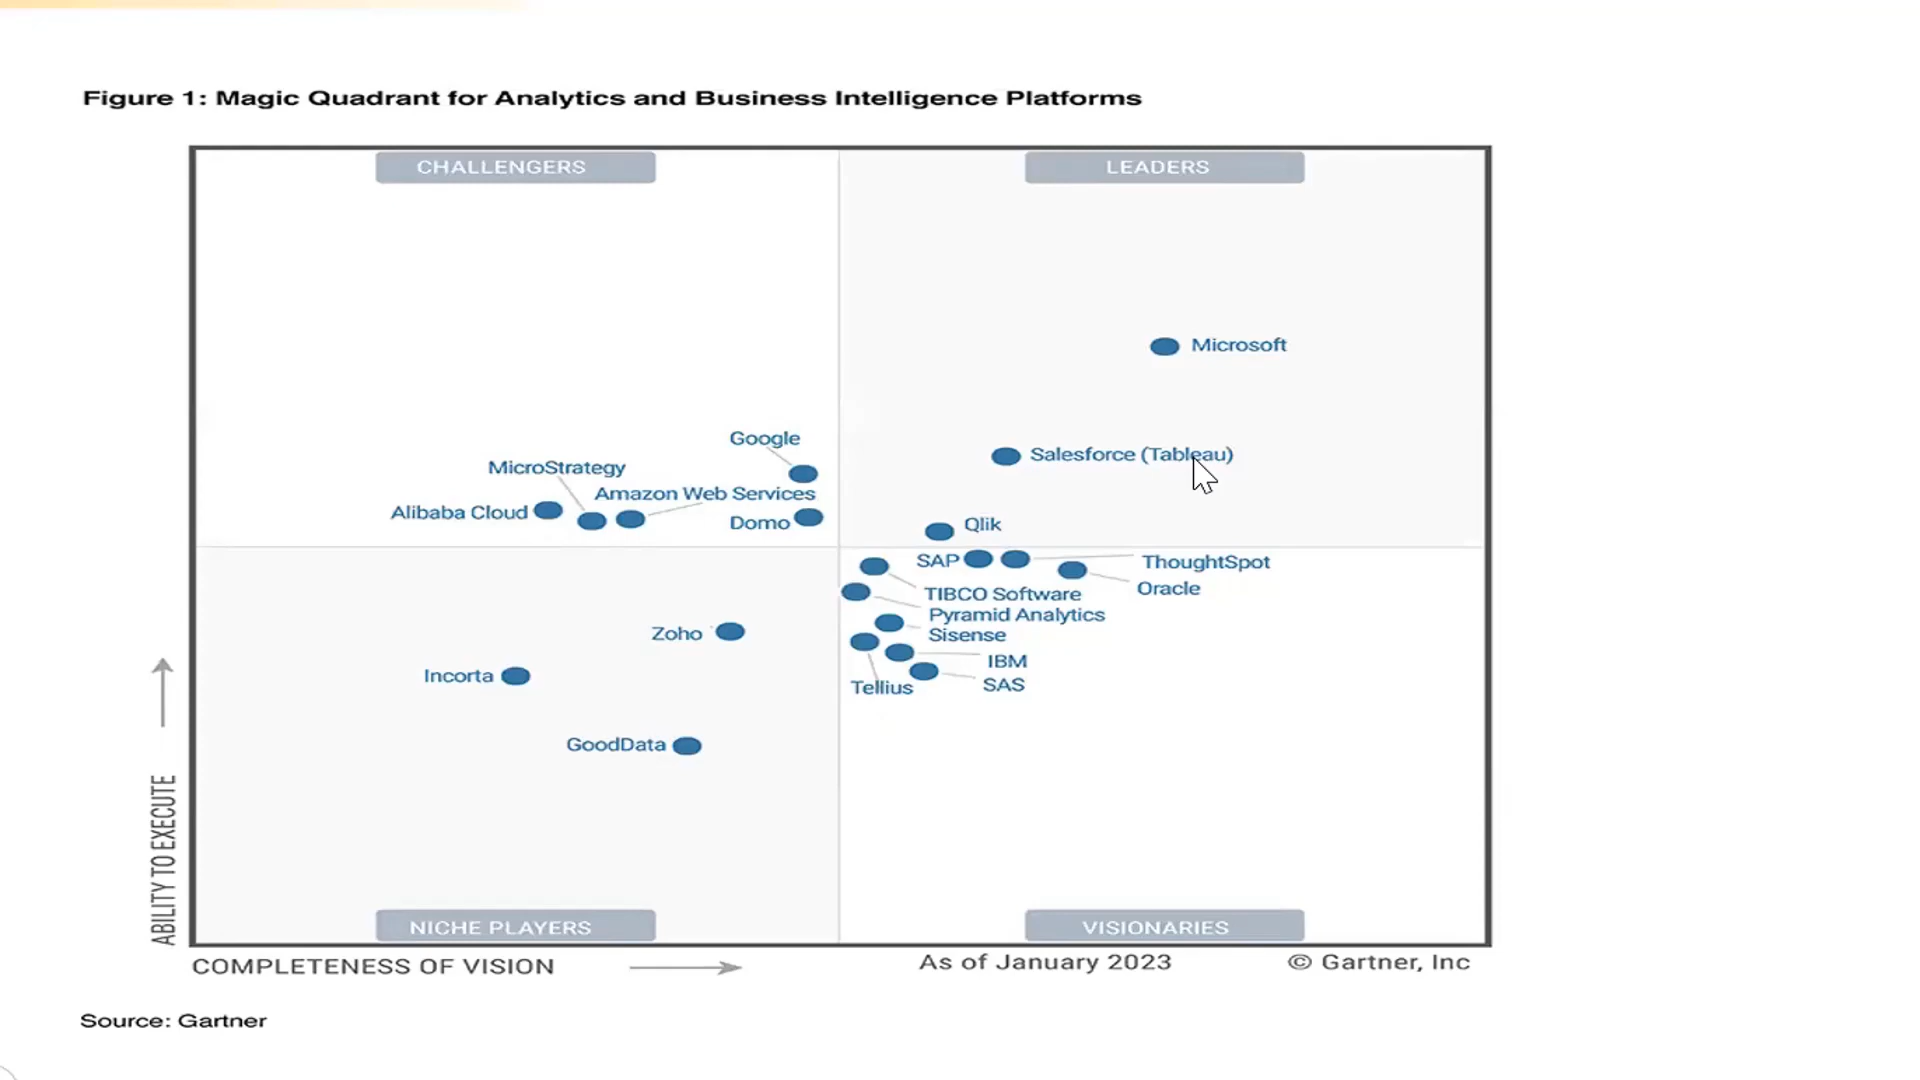 Figure 1: Magic Quadrant for Analytics and Business Intelligence Platforms
CHALLENGERS
LEADERS
Microsoft
Google
Salesforce (Tableau)
MicroStrategy
Amazon Web Services
Alibaba Cloud
Domo
Qlik
SAP
ThoughtSpot
Oracle
TIBCO Software
Pyramid Analytics
Zoho
Sisense
IBM
Incorta
SAS
Tellius
GoodData
ABILITY TO EXECUTE
NICHE PLAYERS
VISIONARIES
COMPLETENESS OF VISION
As of January 2023
© Gartner, Inc
Source: Gartner